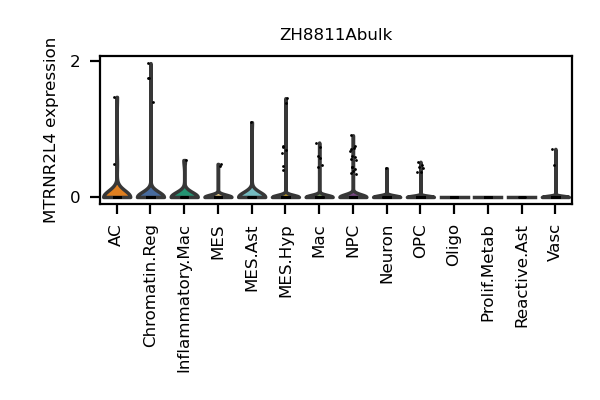 ZH8811Abulk
MTRNR2L4 expression
2
0
AC
Chromatin.Reg
Inflammatory.Mac
MES
MES.Ast
MES.Hyp
Mac
NPC
Neuron
OPC
Oligo
Prolif.Metab
Reactive.Ast
Vasc